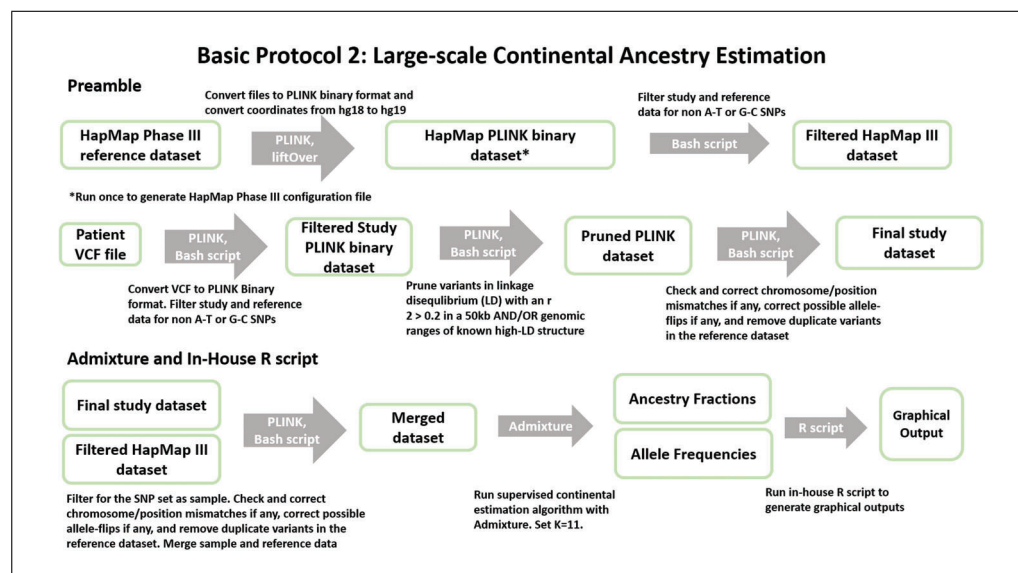 Basic Protocol 2: Large-scale Continental Ancestry Estimation
Preamble
Convert files to PLINK binary format and
convert coordinates from hg18 to hg19
Filter study and reference
data for non A-T or G-C SNPs
HapMap Phase III
reference dataset
PLINK,
liftOver
HapMap PLINK binary
dataset*
Bash script
Filtered HapMap III
dataset
*Run once to generate HapMap Phase III configuration file
Patient
VCF file
PLINK,
Bash script
Filtered Study
PLINK binary
dataset
PLINK,
Bash script
Pruned PLINK
dataset
PLINK,
Bash script
Final study
dataset
Convert VCF to PLINK Binary
format. Filter study and reference
data for non A-T or G-C SNPs
Prune variants in linkage
disequlibrium (LD) with an r
2 > 0.2 in a 50kb AND/OR genomic
ranges of known high-LD structure
Check and correct chromosome/position
mismatches if any, correct possible allele-
flips if any, and remove duplicate variants
in the reference dataset
Admixture and In-House R script
Final study dataset
Filtered HapMap III
dataset
PLINK,
Bash script
Merged
dataset
Admixture
Ancestry Fractions
Allele Frequencies
R script
Graphical
Output
Filter for the SNP set as sample. Check and correct
chromosome/position mismatches if any, correct possible
allele-flips if any, and remove duplicate variants in the
reference dataset. Merge sample and reference data
Run supervised continental
estimation algorithm with
Admixture. Set K=11.
Run in-house R script to
generate graphical outputs